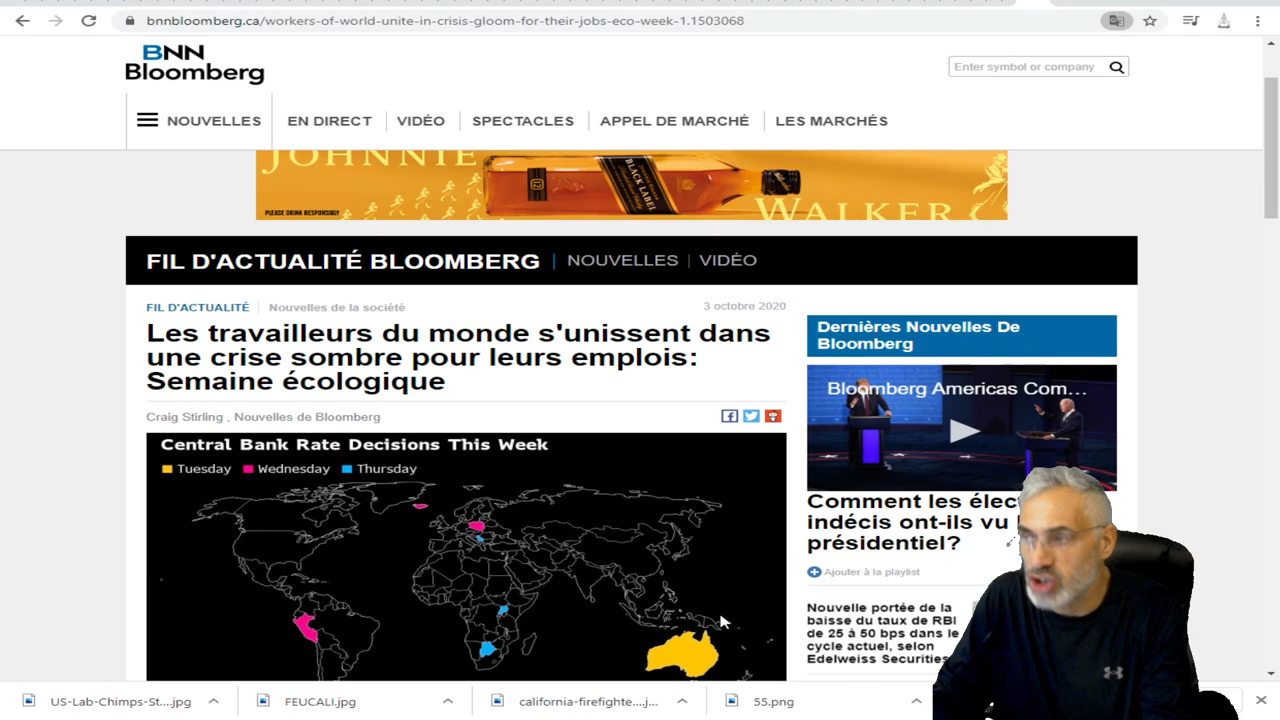 bnnbloomberg.ca/workers-of-world-unite-in-crisis-gloom-for-their-jobs-eco-week-1.1503068
BNN
Bloomberg
Enter symbol or company
NOUVELLES
EN DIRECT
VIDÉO
SPECTACLES
APPEL DE MARCHÉ
LES MARCHÉS
JOHNNIE
12
BLACK LABEL
WALKER
PLEASE DRINK RESPONSIBLY
FIL D'ACTUALITÉ BLOOMBERG | NOUVELLES | VIDÉO
FIL D'ACTUALITÉ Nouvelles de la société
3 octobre 2020
Les travailleurs du monde s'unissent dans
une crise sombre pour leurs emplois:
Semaine écologique
Craig Stirling , Nouvelles de Bloomberg
Central Bank Rate Decisions This Week
Tuesday Wednesday Thursday
Dernières Nouvelles De
Bloomberg
Bloomberg Americas Com…
Comment les élec
indécis ont-ils vu
présidentiel?
Ajouter à la playlist
Nouvelle portée de la
baisse du taux de RBI
de 25 à 50 bps dans le
cycle actuel, selon
Edelweiss Securities
US-Lab-Chimps-St....jpg
FEUCALI.jpg
california-firefighte....j...
55.png